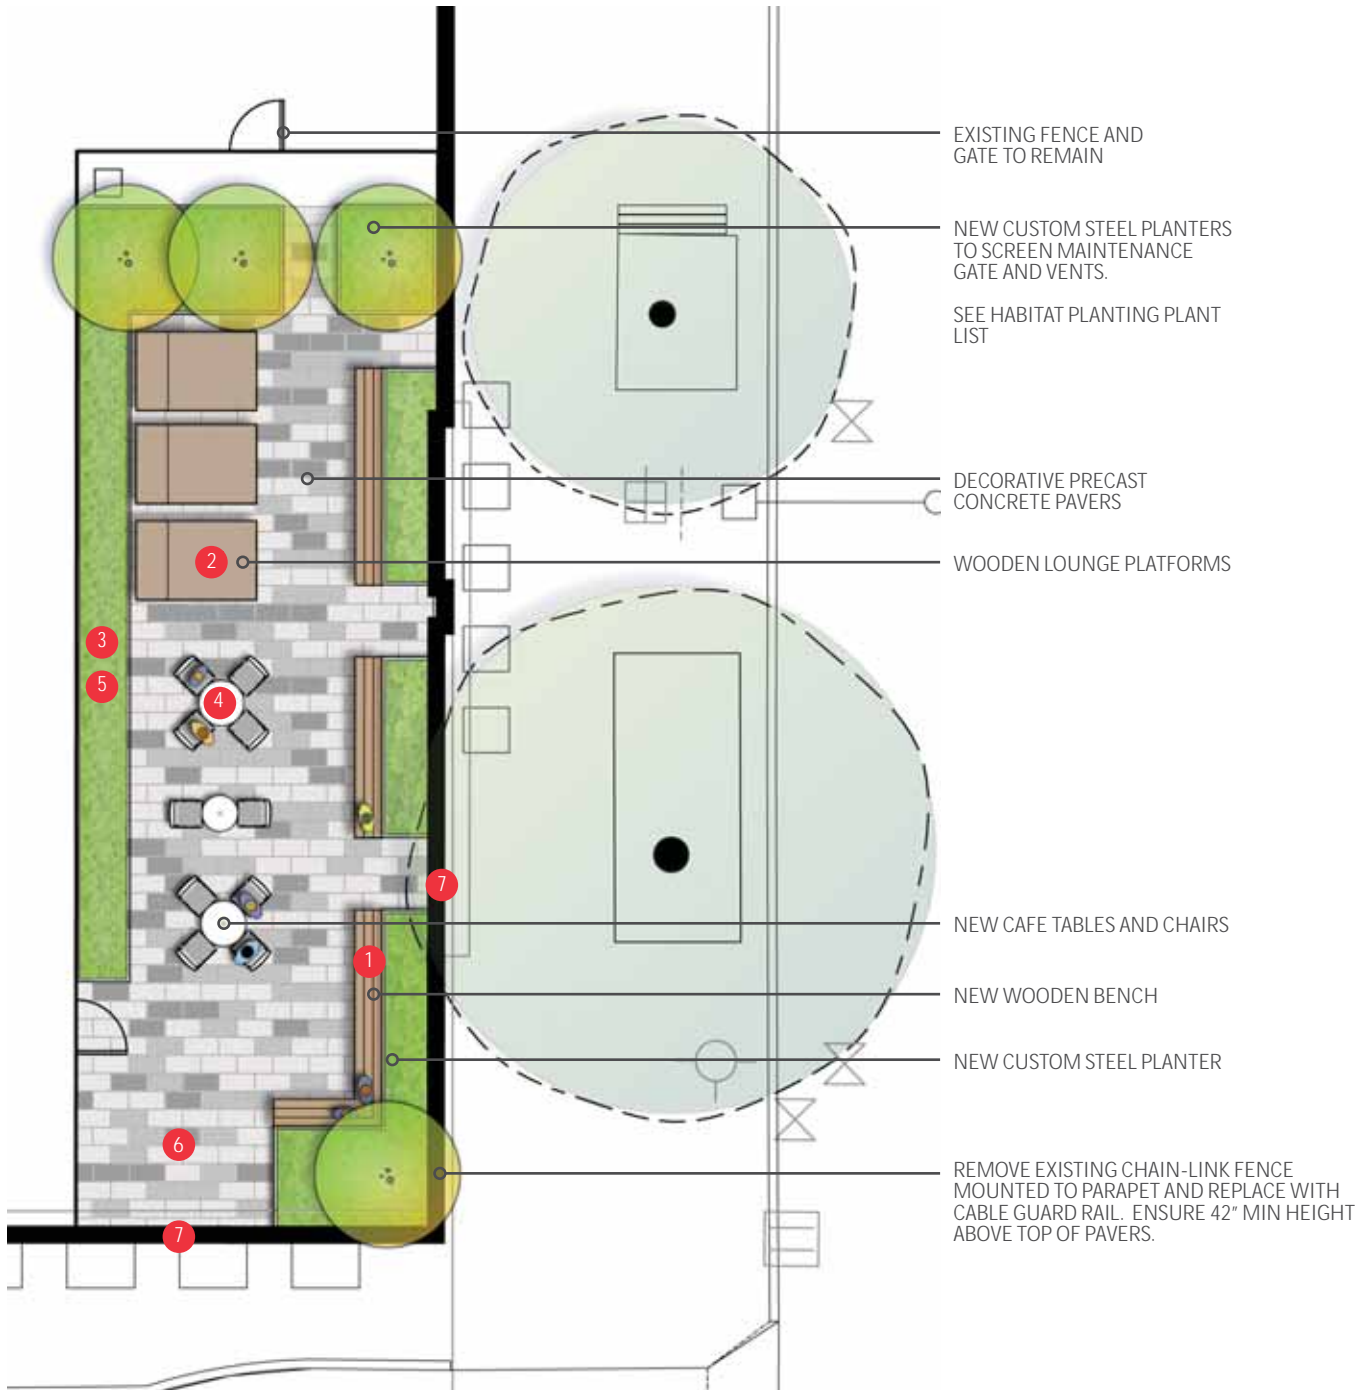 EXISTING FENCE AND
GATE TO REMAIN
NEW CUSTOM STEEL PLANTERS
TO SCREEN MAINTENANCE
GATE AND VENTS.
SEE HABITAT PLANTING PLANT
LIST
DECORATIVE PRECAST
CONCRETE PAVERS
2
WOODEN LOUNGE PLATFORMS
3
5
4
7
NEW CAFE TABLES AND CHAIRS
1
NEW WOODEN BENCH
NEW CUSTOM STEEL PLANTER
6
REMOVE EXISTING CHAIN-LINK FENCE
MOUNTED TO PARAPET AND REPLACE WITH
CABLE GUARD RAIL. ENSURE 42" MIN HEIGHT
ABOVE TOP OF PAVERS.
7